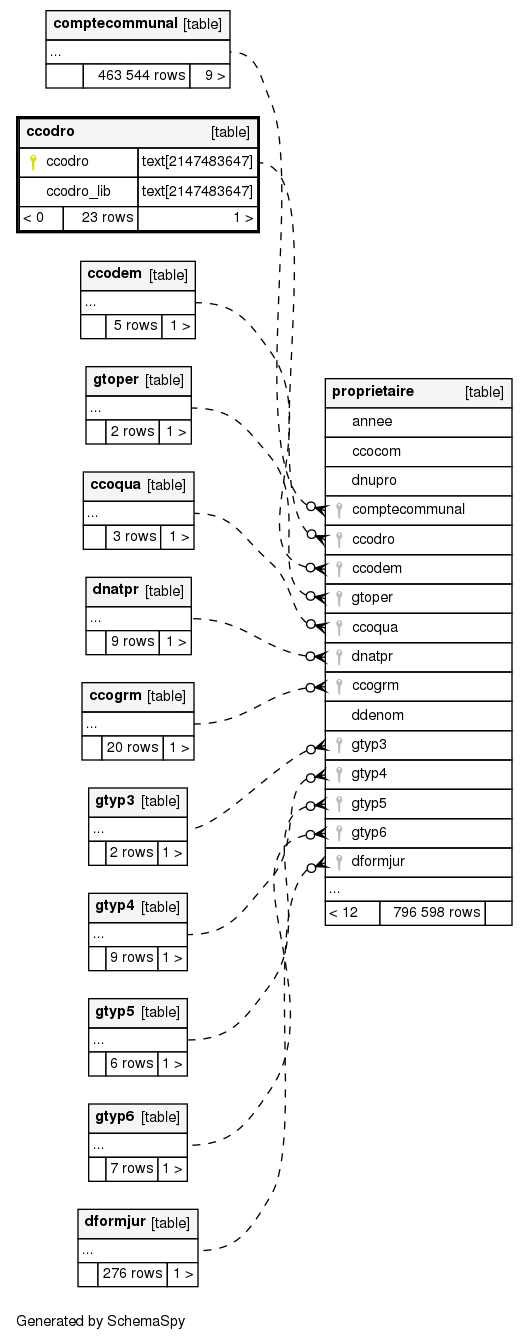 comptecommunal [table]
...
463 544 rows 9 >
ccodro [table]
ccodro text[2147483647]
ccodro_lib text[2147483647]
< 0 23 rows 1 >
ccodem [table]
...
5 rows 1 >
gtoper [table]
...
2 rows 1 >
ccoqua [table]
...
3 rows 1 >
dnatpr [table]
...
9 rows 1 >
ccogrm [table]
...
20 rows 1 >
gtyp3 [table]
...
2 rows 1 >
gtyp4 [table]
...
9 rows 1 >
gtyp5 [table]
...
6 rows 1 >
gtyp6 [table]
...
7 rows 1 >
dformjur [table]
...
276 rows 1 >
proprietaire [table]
annee
ccocom
dnupro
comptecommunal
ccodro
ccodem
gtoper
ccoqua
dnatpr
ccogrm
ddenom
gtyp3
gtyp4
gtyp5
gtyp6
dformjur
...
< 12 796 598 rows
Generated by SchemaSpy